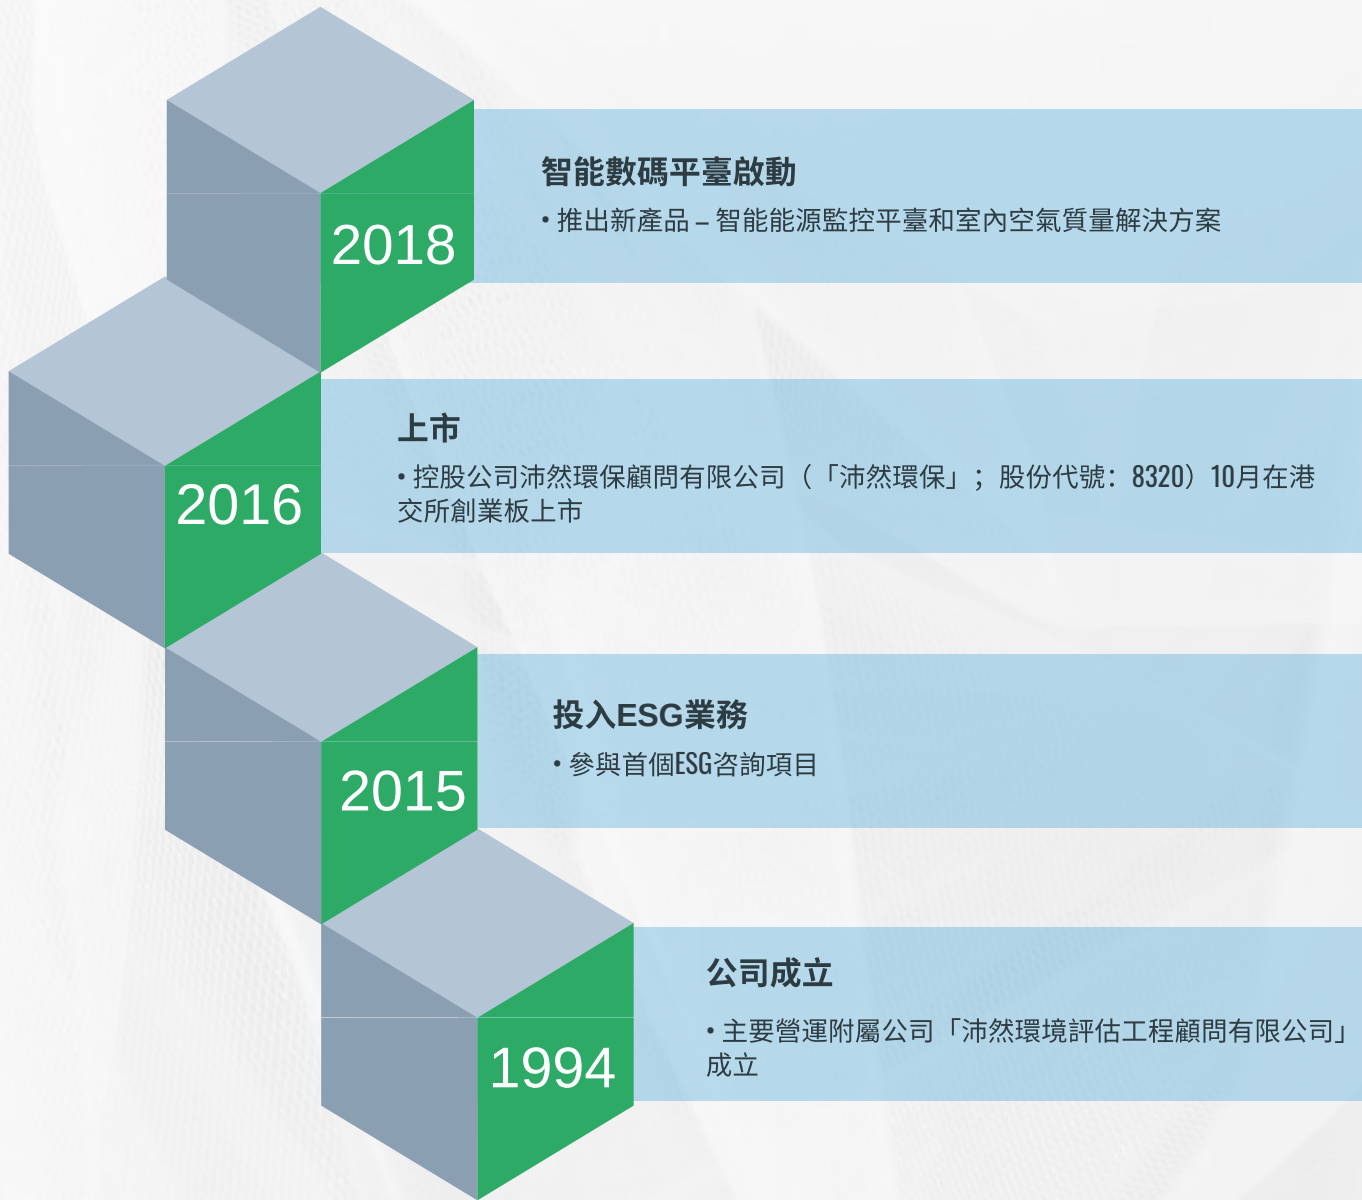 2018
智能數碼平臺啟動
• 推出新產品 – 智能能源監控平臺和室內空氣質量解決方案
2016
上市
• 控股公司沛然環保顧問有限公司（「沛然環保」；股份代號：8320）10月在港
交所創業板上市
2015
投入ESG業務
• 參與首個ESG咨詢項目
1994
公司成立
• 主要營運附屬公司「沛然環境評估工程顧問有限公司」
成立